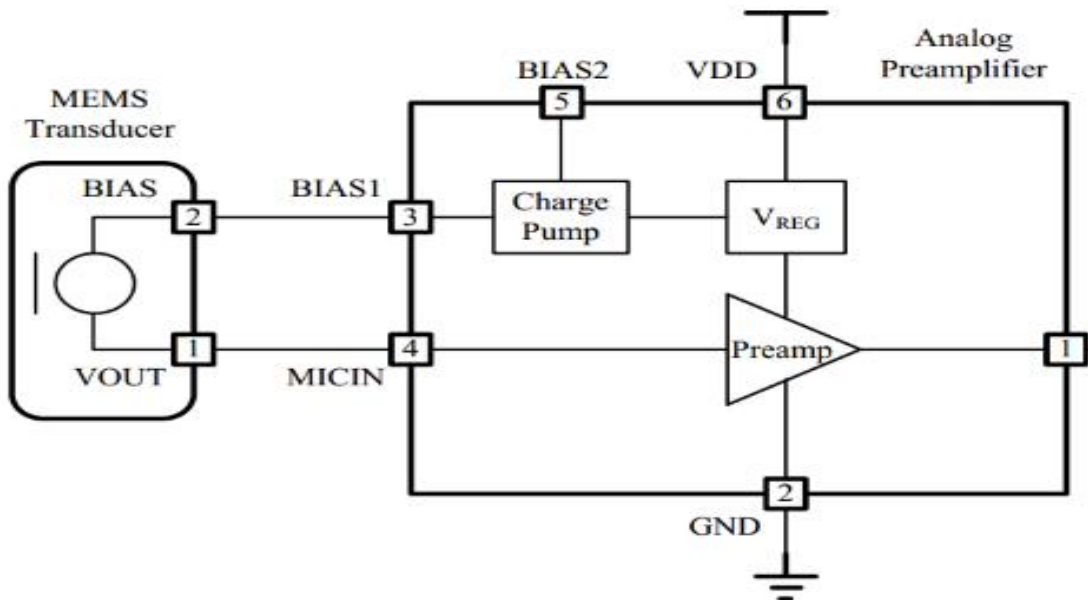 MEMS
Transducer
BIAS
2
1
VOUT
BIAS1
3
4
MICIN
BIAS2
5
VDD
6
Analog
Preamplifier
Charge
Pump
VREG
Preamp
1
2
GND